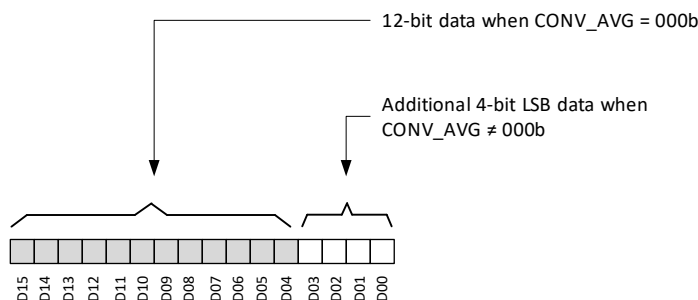 12-bit data when CONV_AVG = 000b
Additional 4-bit LSB data when
CONV_AVG ≠ 000b
D15
D14
D13
D12
D11
D10
D09
D08
D07
D06
D05
D04
D03
D02
D01
D00